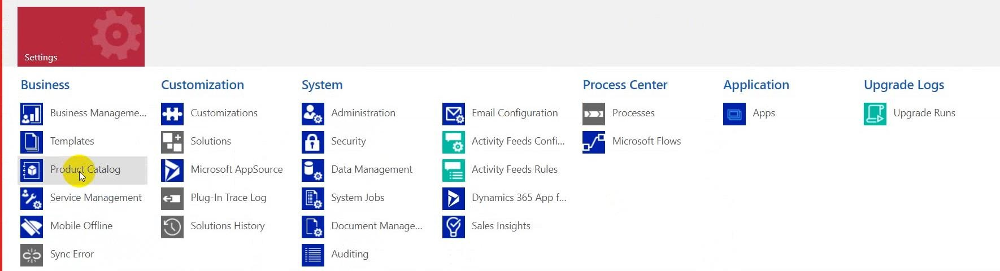 Settings
Business
Business Manageme...
Templates
Product Catalog
Service Management
Mobile Offline
Sync Error
Customization
Customizations
Solutions
Microsoft AppSource
Plug-In Trace Log
Solutions History
System
Administration
Security
Data Management
System Jobs
Document Manage...
Auditing
Email Configuration
Activity Feeds Confi...
Activity Feeds Rules
Dynamics 365 App f...
Sales Insights
Process Center
Processes
Microsoft Flows
Application
Apps
Upgrade Logs
Upgrade Runs